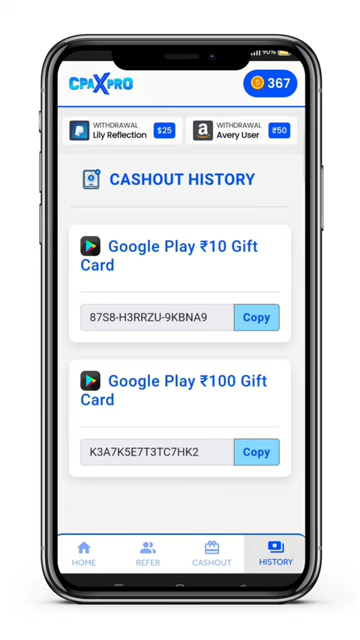 90%
CPAXPRO
367
WITHDRAWAL
Lily Reflection
$25
WITHDRAWAL
Avery User
₹50
CASHOUT HISTORY
Google Play ₹10 Gift
Card
87S8-H3RRZU-9KBNA9
Copy
Google Play ₹100 Gift
Card
K3A7K5E7T3TC7HK2
Copy
HOME
REFER
CASHOUT
HISTORY